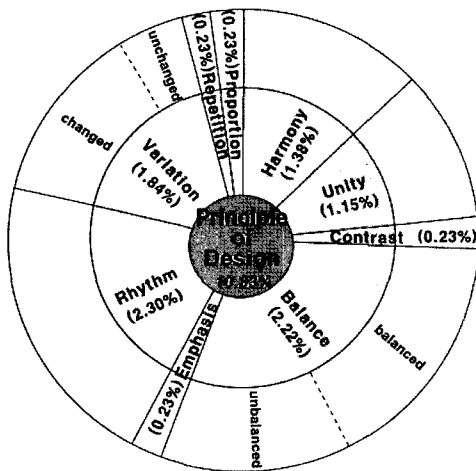 Principle
of
Design
Harmony
(1.38%)
Unity
(1.15%)
Contrast (0.23%)
Balance
(2.22%)
balanced
unbalanced
Emphasis
(0.23%)
Rhythm
(2.30%)
Variation
(1.84%)
changed
unchanged
(0.23%) Repetition
(0.23%) Proportion